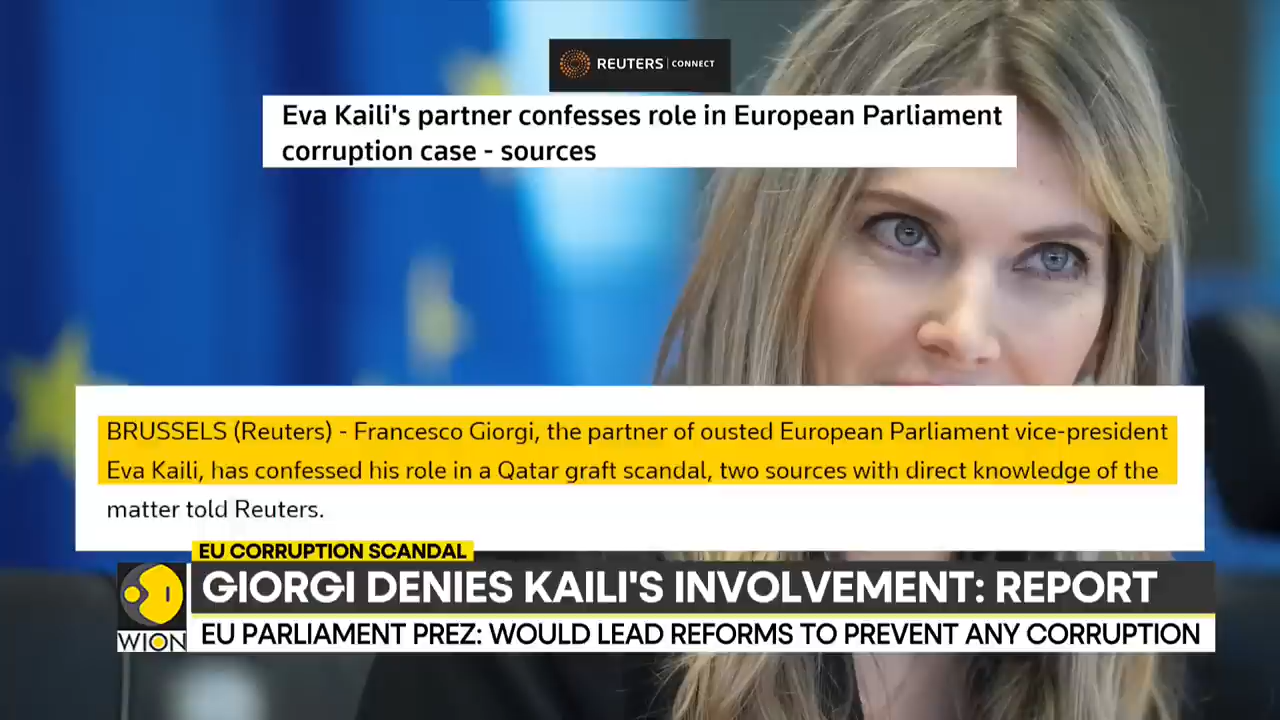 REUTERS | CONNECT
Eva Kaili's partner confesses role in European Parliament
corruption case - sources
BRUSSELS (Reuters) - Francesco Giorgi, the partner of ousted European Parliament vice-president
Eva Kaili, has confessed his role in a Qatar graft scandal, two sources with direct knowledge of the
matter told Reuters.
EU CORRUPTION SCANDAL
GIORGI DENIES KAILI'S INVOLVEMENT: REPORT
WION
EU PARLIAMENT PREZ: WOULD LEAD REFORMS TO PREVENT ANY CORRUPTION